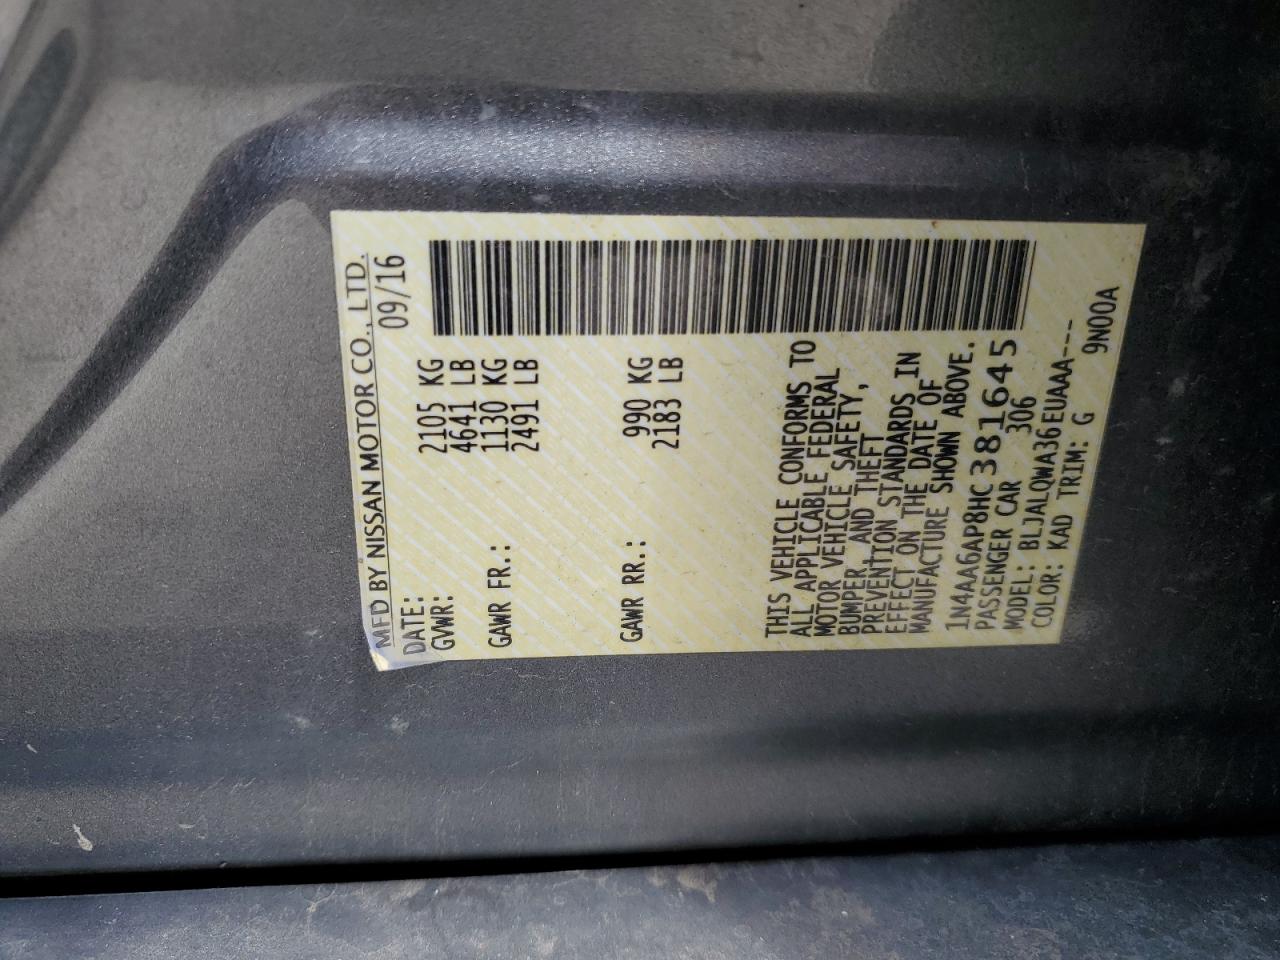 MFD BY NISSAN MOTOR CO., LTD.
DATE: 09/16
GVWR: 2105 KG
4641 LB
GAWR FR.: 1130 KG
2491 LB
GAWR RR.: 990 KG
2183 LB
THIS VEHICLE CONFORMS TO
ALL APPLICABLE FEDERAL
MOTOR VEHICLE SAFETY,
BUMPER, AND THEFT
PREVENTION STANDARDS IN
EFFECT ON THE DATE OF
MANUFACTURE SHOWN ABOVE.
1N4AA6AP8HC381645
PASSENGER CAR 306
MODEL: BLJALQWA36EUAAA----
COLOR: KAD TRIM: G 9N00A